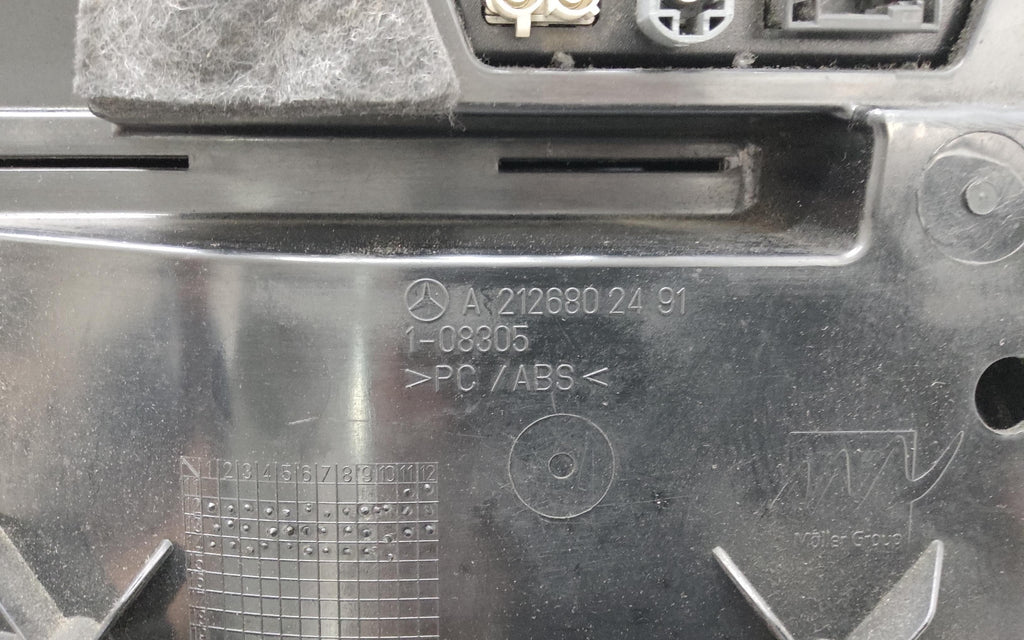 A 212680 24 91
1-08305
>PC/ABS<
1 2 3 4 5 6 7 8 9 10 11 12
Möller Group